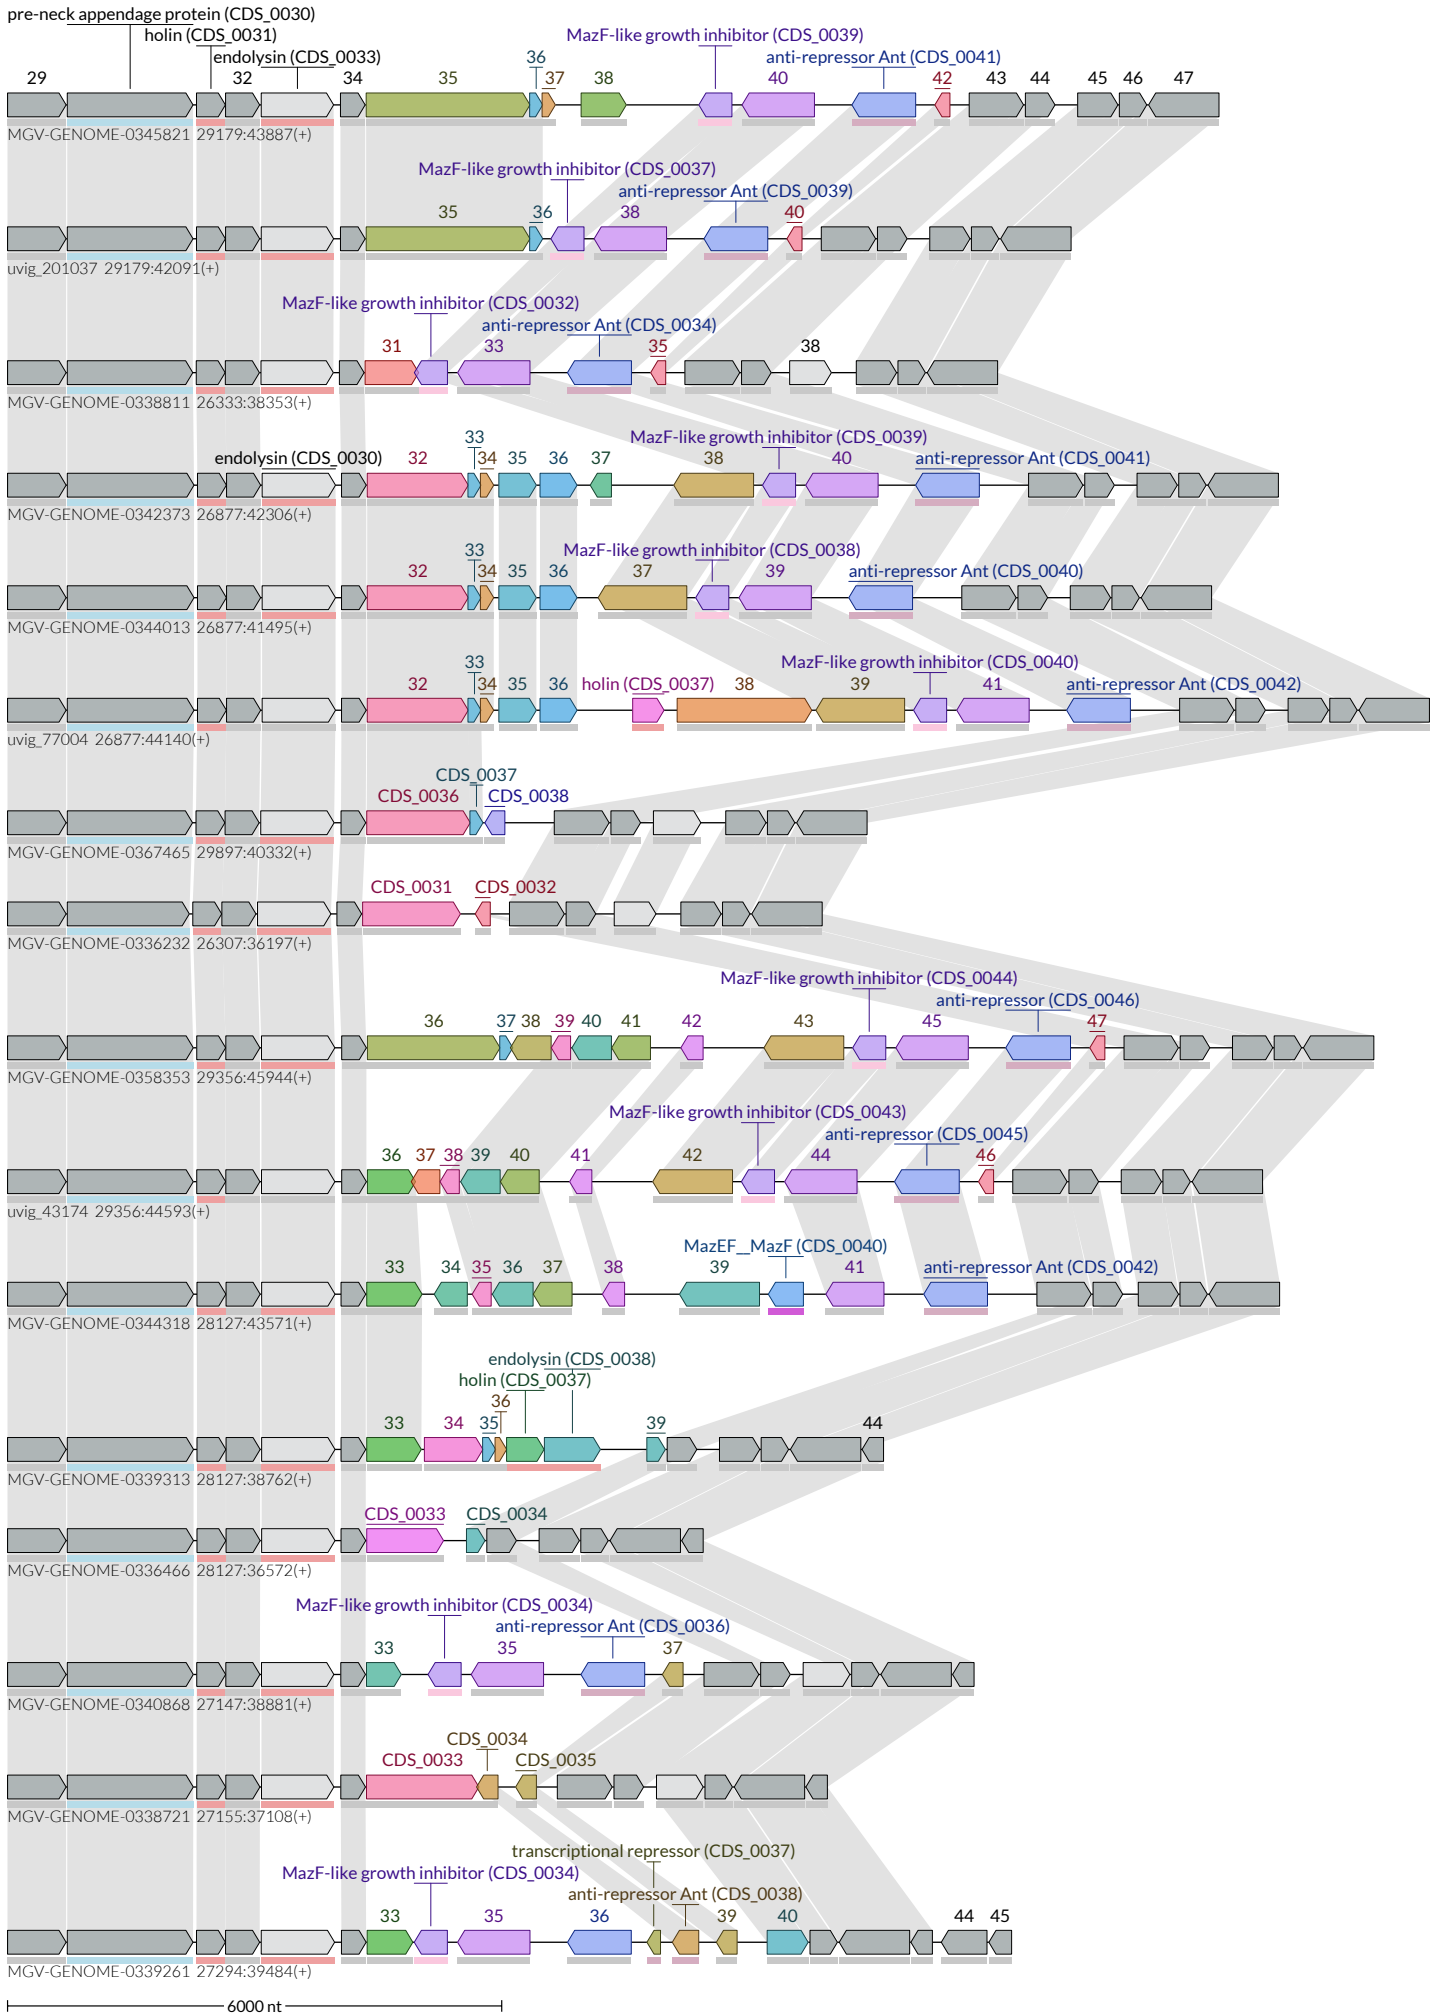 pre-neck appendage protein (CDS_0030)
holin (CDS_0031) MazF-like growth inhibitor (CDS_0039)
endolysin (CDS_0033) 36 anti-repressor Ant (CDS_0041)
29 32 34 35 37 38 40 42 43 44 45 46 47
MGV-GENOME-0345821 29179:43887(+)
MazF-like growth inhibitor (CDS_0037)
anti-repressor Ant (CDS_0039)
35 36 38 40
uvig_201037 29179:42091(+)
MazF-like growth inhibitor (CDS_0032)
anti-repressor Ant (CDS_0034)
31 33 35 38
MGV-GENOME-0338811 26333:38353(+)
33 MazF-like growth inhibitor (CDS_0039)
endolysin (CDS_0030) 32 34 35 36 37 38 40 anti-repressor Ant (CDS_0041)
MGV-GENOME-0342373 26877:42306(+)
33 MazF-like growth inhibitor (CDS_0038)
32 34 35 36 37 39 anti-repressor Ant (CDS_0040)
MGV-GENOME-0344013 26877:41495(+)
33 MazF-like growth inhibitor (CDS_0040)
32 34 35 36 holin (CDS_0037) 38 39 41 anti-repressor Ant (CDS_0042)
uvig_77004 26877:44140(+)
CDS_0037
CDS_0036 CDS_0038
MGV-GENOME-0367465 29897:40332(+)
CDS_0031 CDS_0032
MGV-GENOME-0336232 26307:36197(+)
MazF-like growth inhibitor (CDS_0044)
anti-repressor (CDS_0046)
36 37 38 39 40 41 42 43 45 47
MGV-GENOME-0358353 29356:45944(+)
MazF-like growth inhibitor (CDS_0043)
anti-repressor (CDS_0045)
36 37 38 39 40 41 42 44 46
uvig_43174 29356:44593(+)
MazEF__MazF (CDS_0040)
33 34 35 36 37 38 39 41 anti-repressor Ant (CDS_0042)
MGV-GENOME-0344318 28127:43571(+)
endolysin (CDS_0038)
holin (CDS_0037)
36
33 34 35 39 44
MGV-GENOME-0339313 28127:38762(+)
CDS_0033 CDS_0034
MGV-GENOME-0336466 28127:36572(+)
MazF-like growth inhibitor (CDS_0034)
anti-repressor Ant (CDS_0036)
33 35 37
MGV-GENOME-0340868 27147:38881(+)
CDS_0034
CDS_0033 CDS_0035
MGV-GENOME-0338721 27155:37108(+)
transcriptional repressor (CDS_0037)
MazF-like growth inhibitor (CDS_0034)
anti-repressor Ant (CDS_0038)
33 35 36 39 40 44 45
MGV-GENOME-0339261 27294:39484(+)
6000 nt